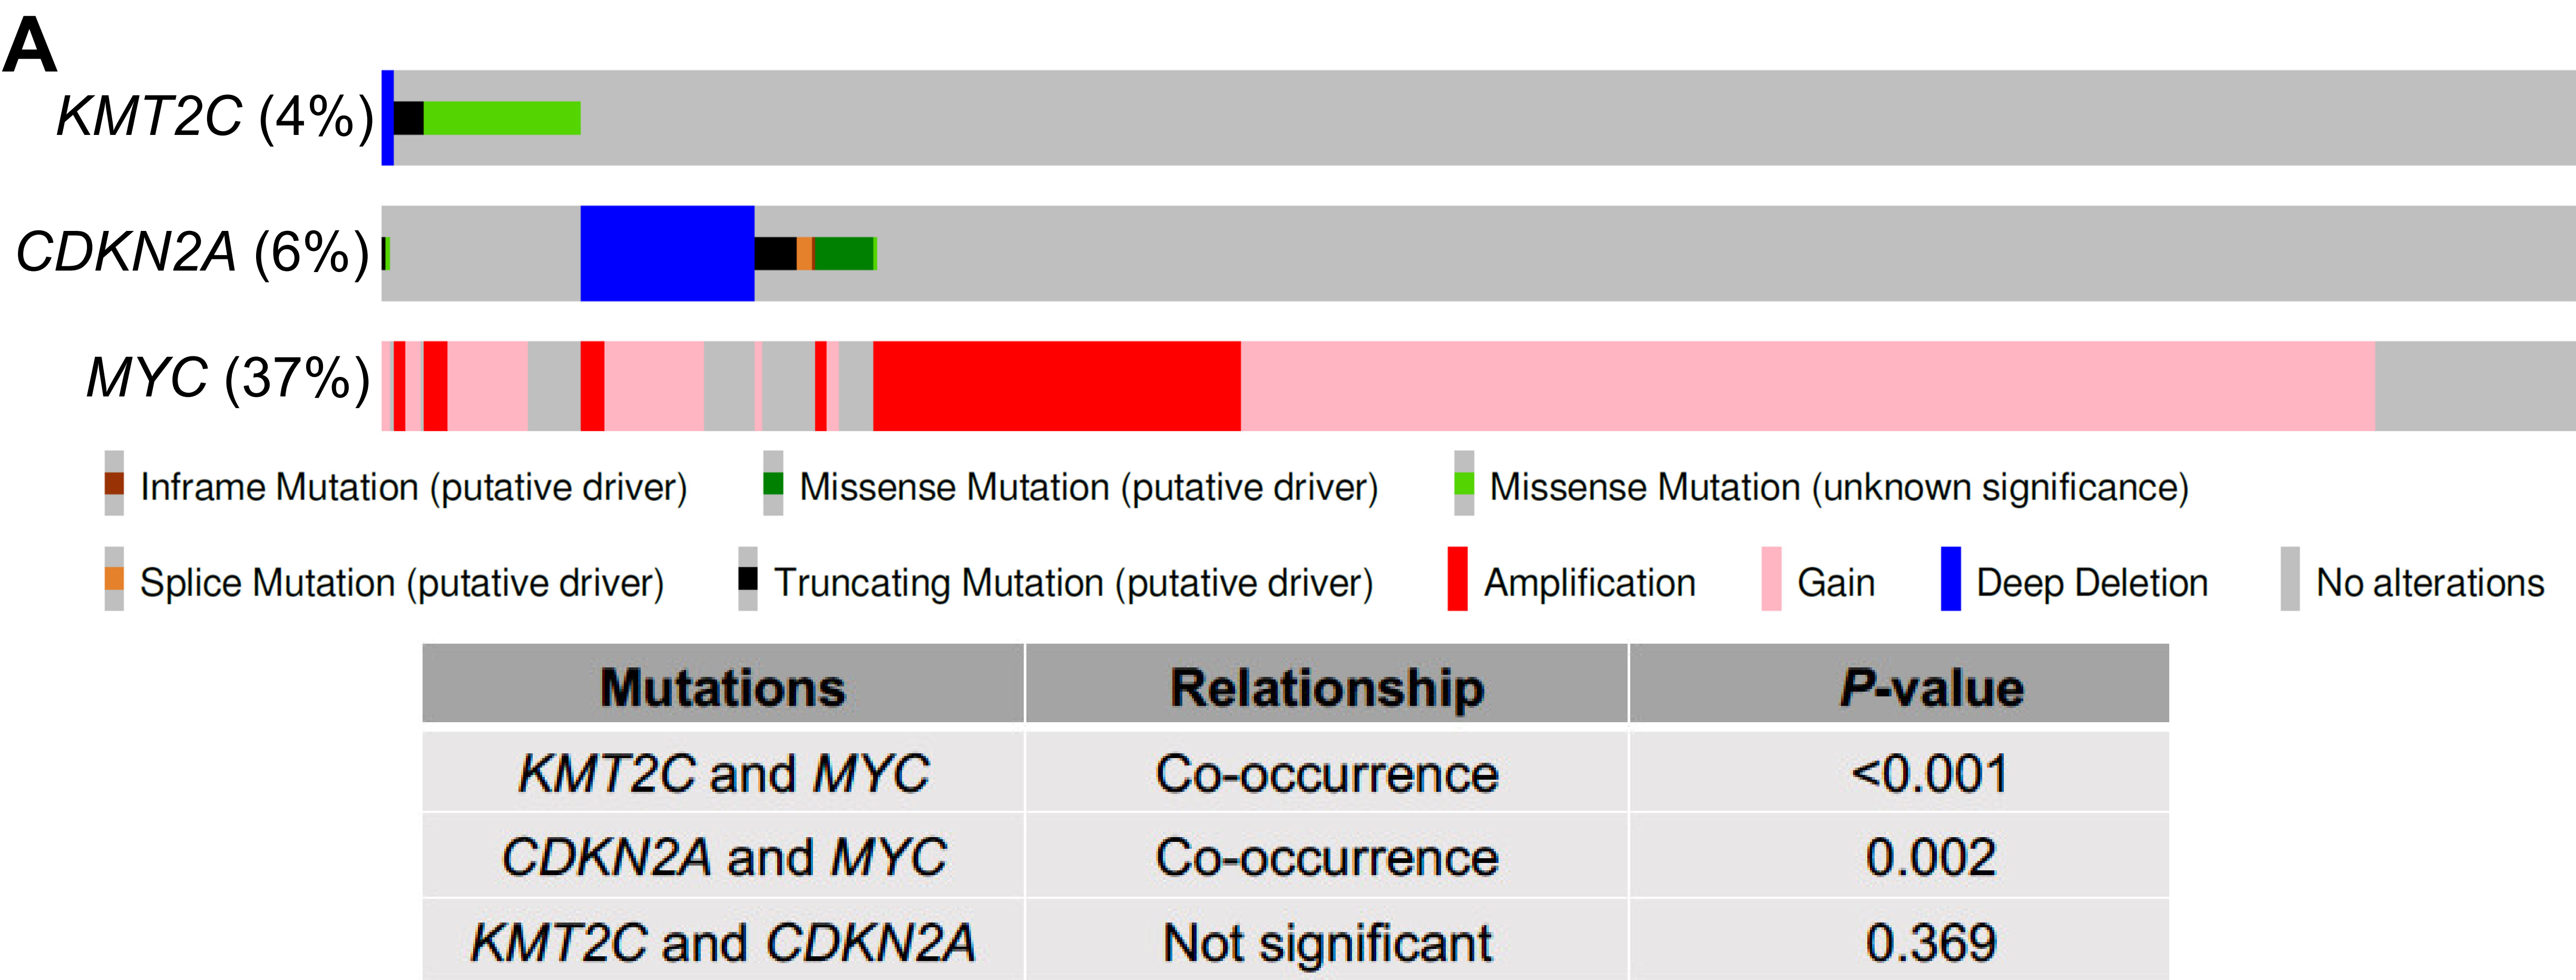 A
KMT2C (4%)
CDKN2A (6%)
MYC (37%)
Inframe Mutation (putative driver) Missense Mutation (putative driver) Missense Mutation (unknown significance)
Splice Mutation (putative driver) Truncating Mutation (putative driver) Amplification Gain Deep Deletion No alterations
Mutations Relationship P-value
KMT2C and MYC Co-occurrence <0.001
CDKN2A and MYC Co-occurrence 0.002
KMT2C and CDKN2A Not significant 0.369